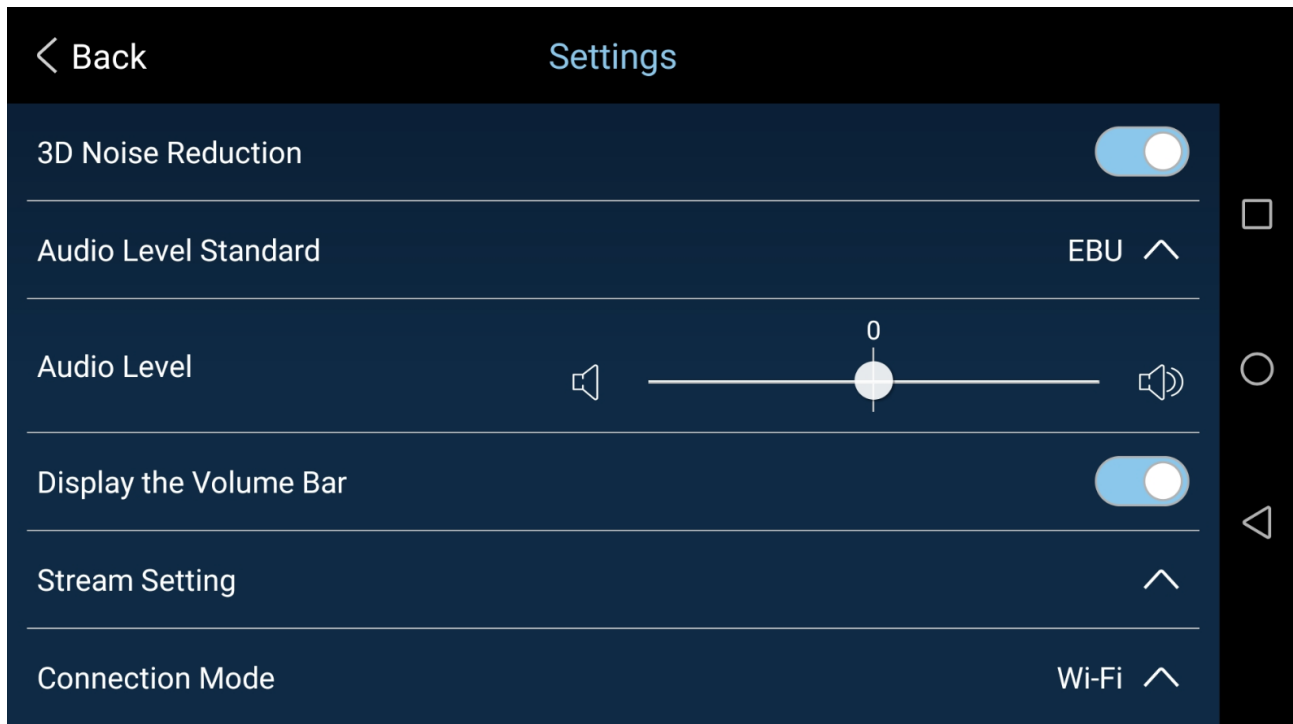 Back
Settings
3D Noise Reduction
Audio Level Standard
EBU
0
Audio Level
Display the Volume Bar
Stream Setting
Connection Mode
Wi-Fi